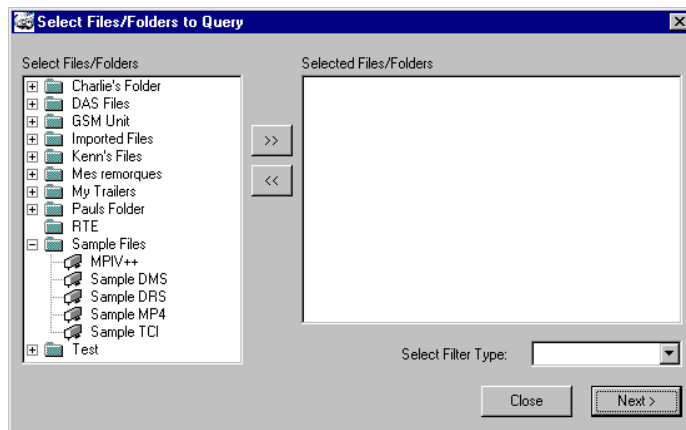 Select Files/Folders to Query
Select Files/Folders
Charlie's Folder
DAS Files
GSM Unit
Imported Files
Kenn's Files
Mes remorques
My Trailers
Pauls Folder
RTE
Sample Files
MPIV++
Sample DMS
Sample DRS
Sample MP4
Sample TCI
Test
>>
<<
Selected Files/Folders
Select Filter Type:
Close
Next >